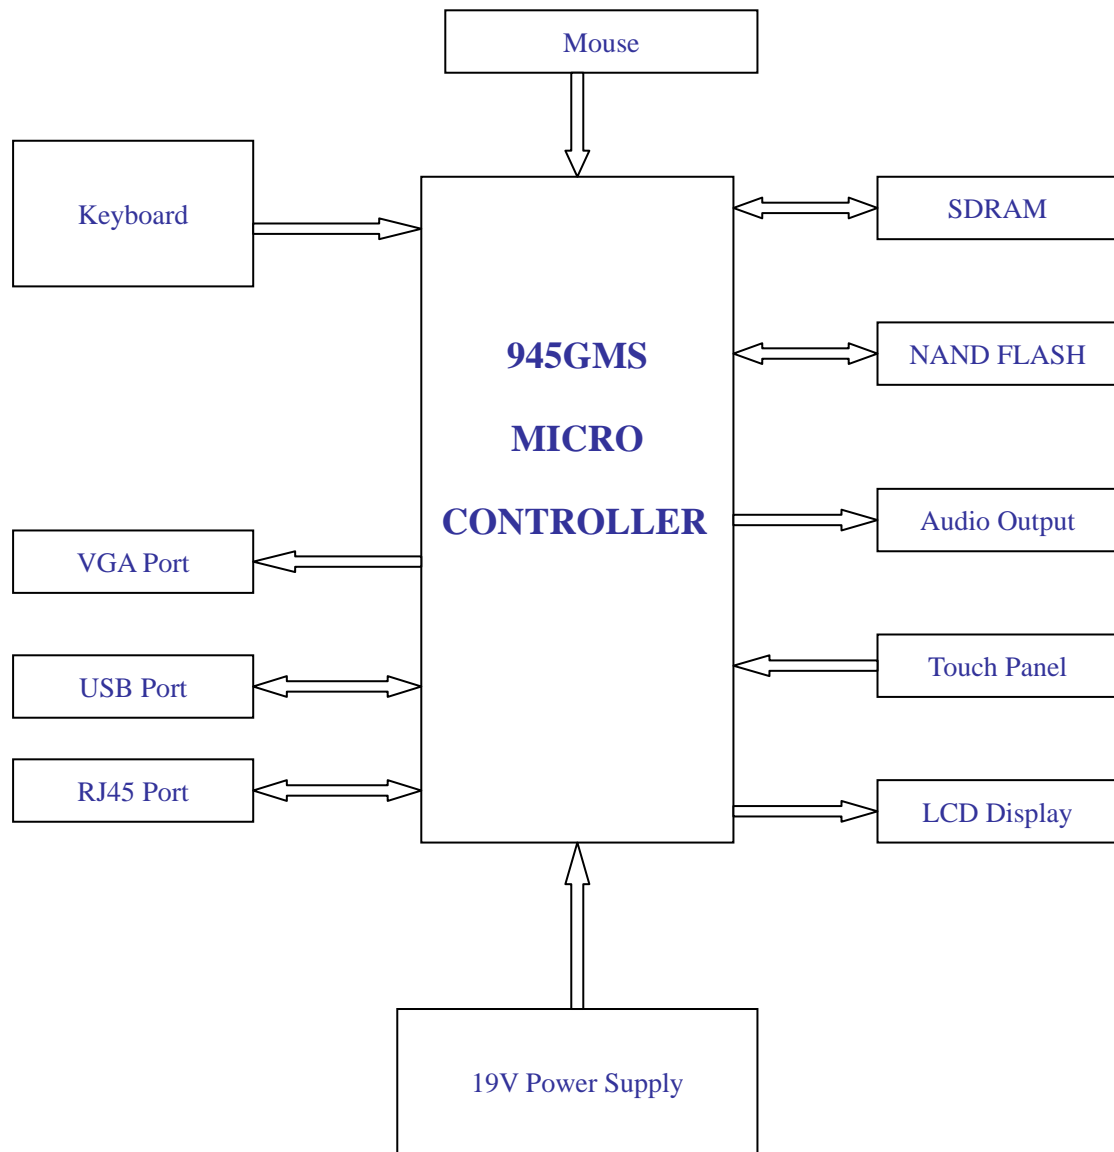 Mouse
Keyboard
SDRAM
945GMS
NAND FLASH
MICRO
CONTROLLER
Audio Output
VGA Port
Touch Panel
USB Port
RJ45 Port
LCD Display
19V Power Supply